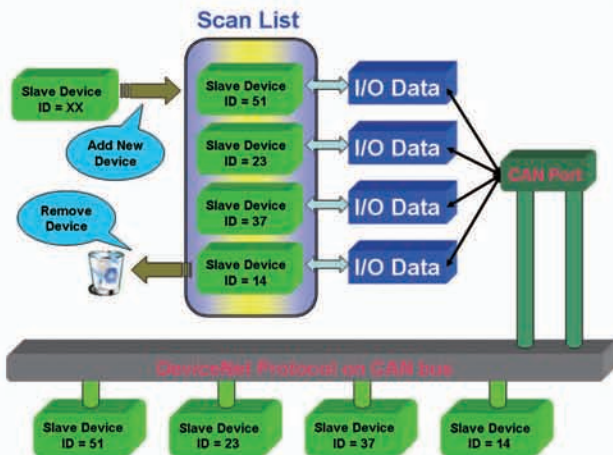 Scan List
Slave Device
ID = XX
Add New
Device
Slave Device
ID = 51
I/O Data
Slave Device
ID = 23
I/O Data
Slave Device
ID = 37
I/O Data
Remove
Device
Slave Device
ID = 14
I/O Data
CAN Port
DeviceNet Protocol on CAN bus
Slave Device
ID = 51
Slave Device
ID = 23
Slave Device
ID = 37
Slave Device
ID = 14